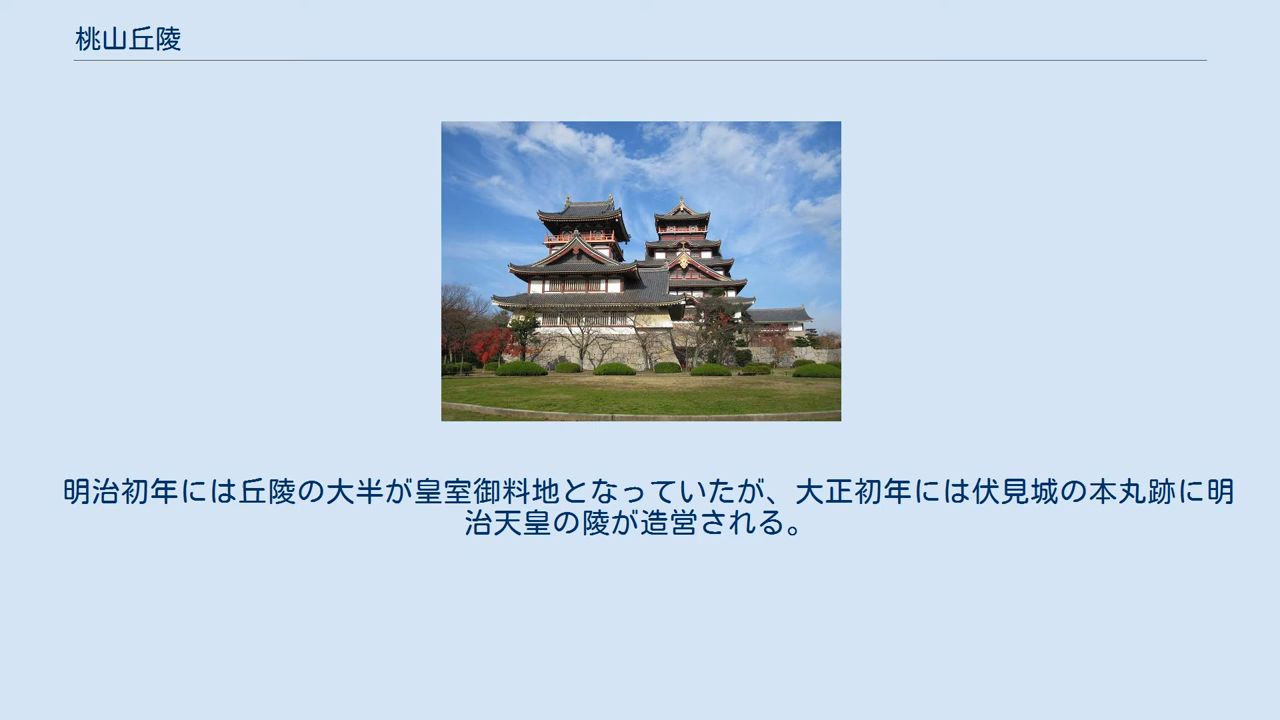 桃山丘陵
明治初年には丘陵の大半が皇室御料地となっていたが、大正初年には伏見城の本丸跡に明
治天皇の陵が造営される。